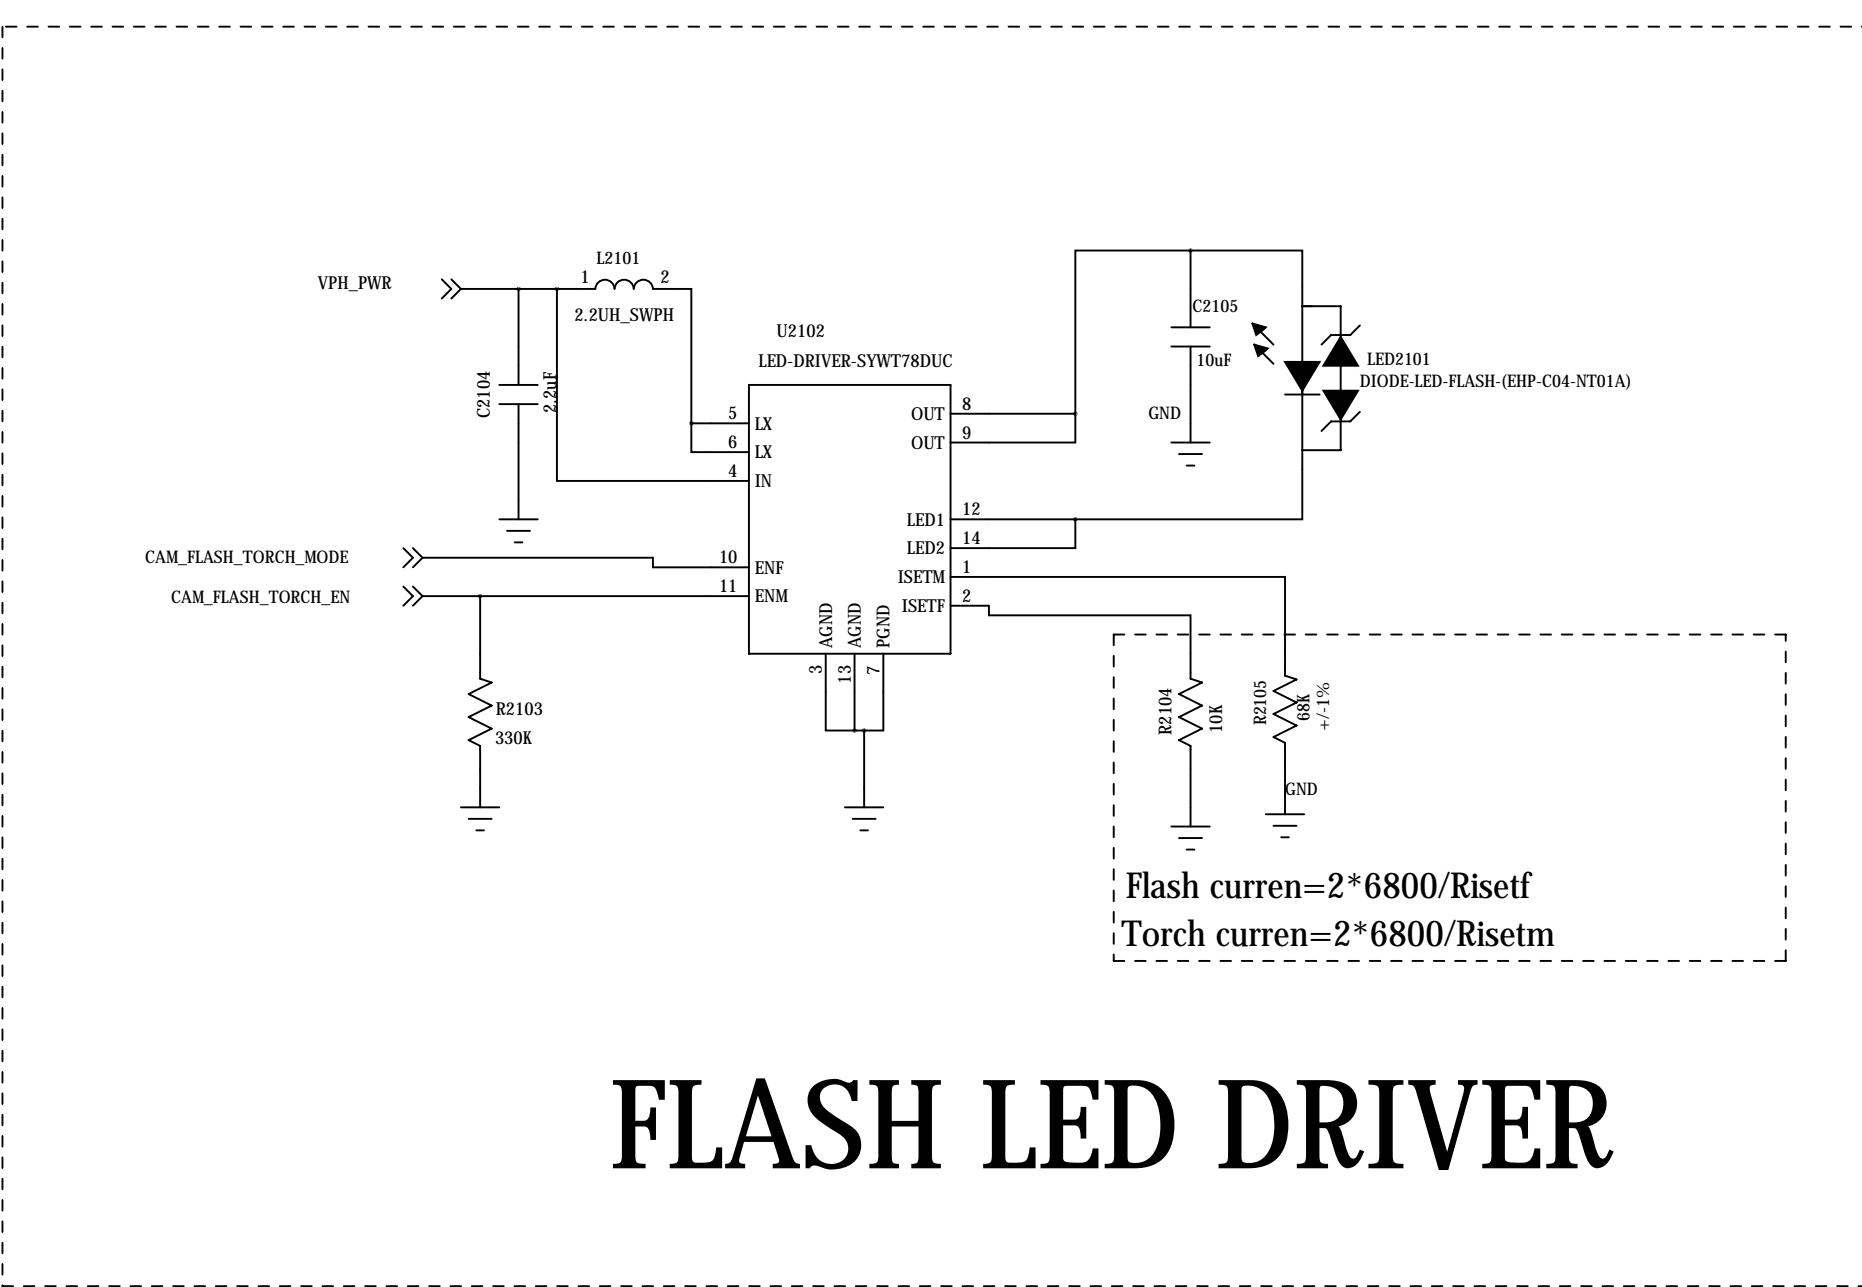 L2101
1
2
VPH_PWR
2.2UH_SWPH
C2104
2.2uF
U2102
LED-DRIVER-SYWT78DUC
5
LX
6
LX
4
IN
10
ENF
11
ENM
OUT
8
OUT
9
LED1
12
LED2
14
ISETM
1
ISETF
2
AGND
AGND
PGND
3
13
7
CAM_FLASH_TORCH_MODE
CAM_FLASH_TORCH_EN
R2103
330K
C2105
10uF
GND
LED2101
DIODE-LED-FLASH-(EHP-C04-NT01A)
R2104
10K
R2105
68K
+/-1%
GND
Flash curren=2*6800/Risetf
Torch curren=2*6800/Risetm
FLASH LED DRIVER